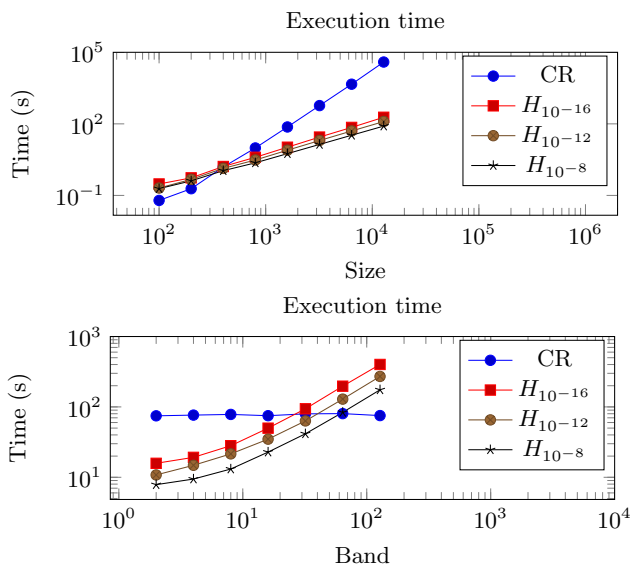 Execution time
10^5
10^2
10^−1
Time (s)
CR
H_{10−16}
H_{10−12}
H_{10−8}
10^2 10^3 10^4 10^5 10^6
Size
Execution time
10^3
10^2
10^1
Time (s)
CR
H_{10−16}
H_{10−12}
H_{10−8}
10^0 10^1 10^2 10^3 10^4
Band